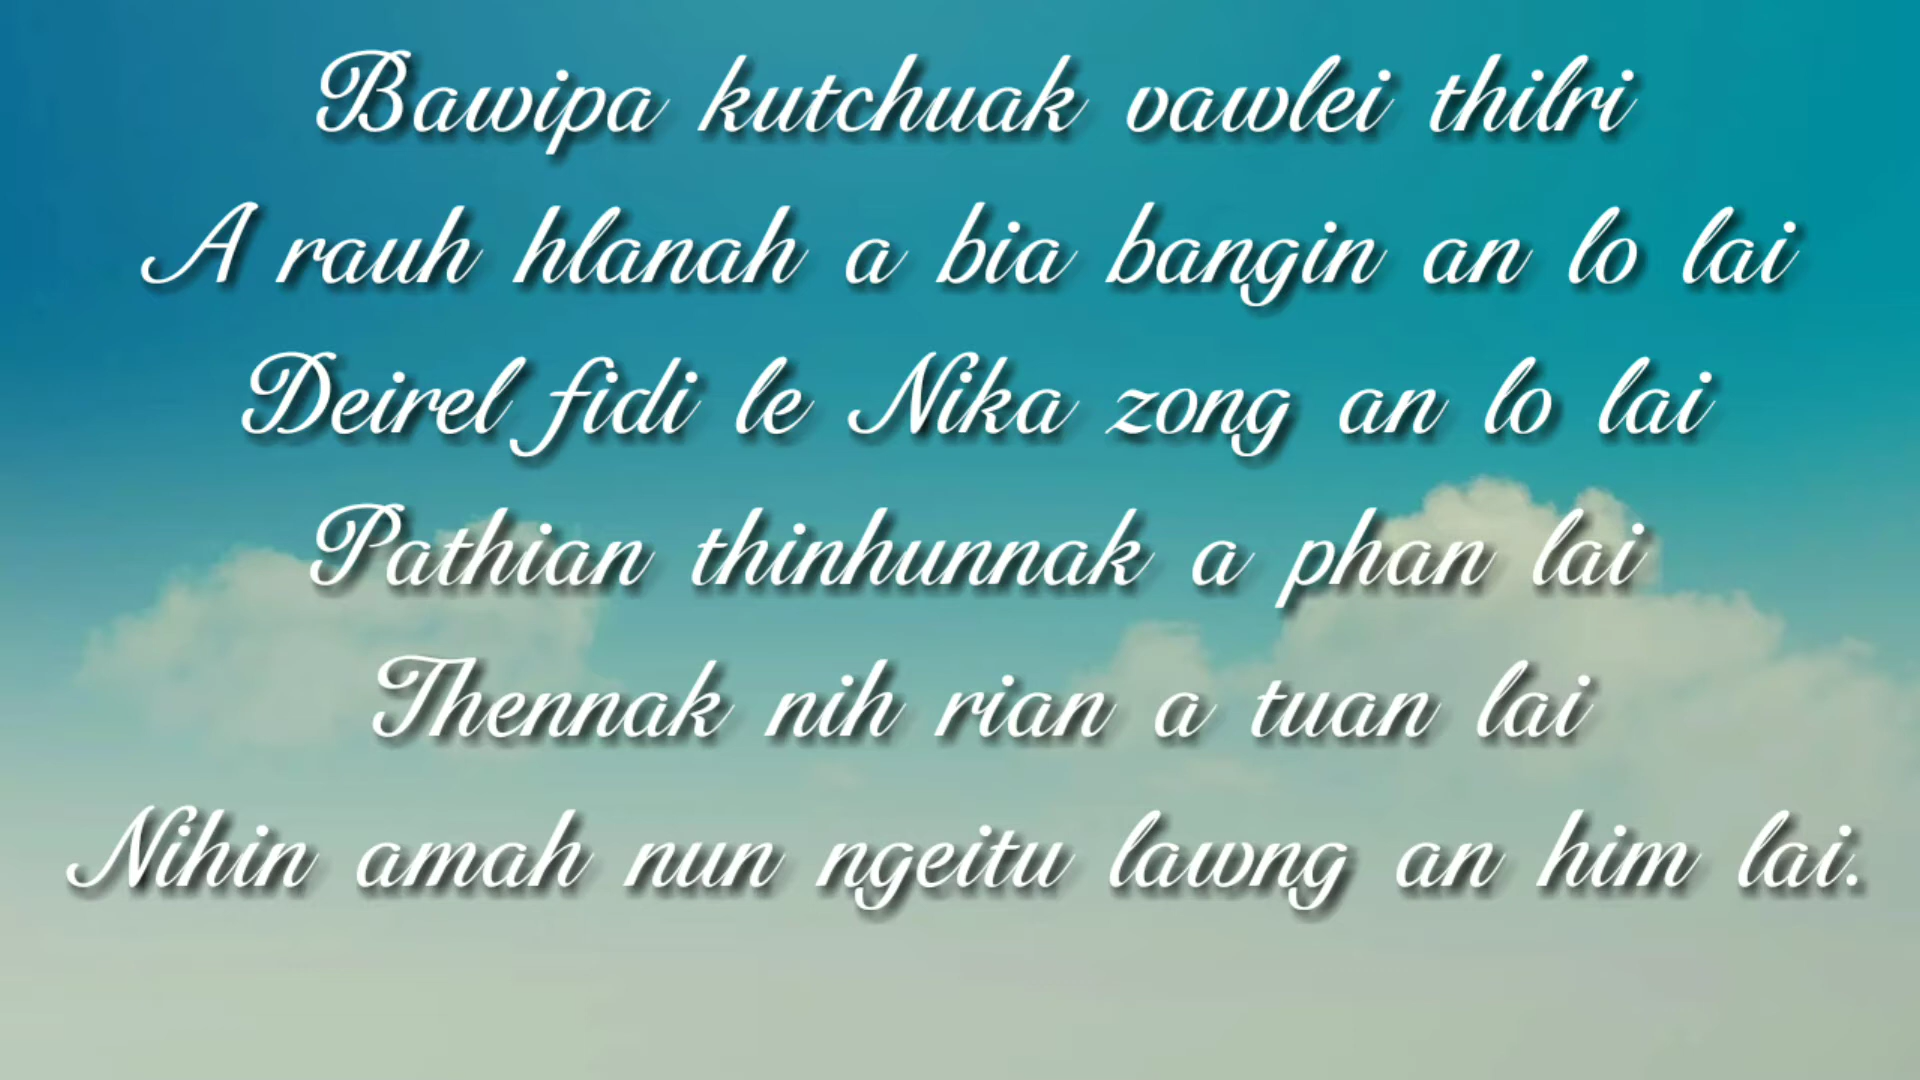 Bawipa kutchuak vawlei thilri
A rauh hlanah a bia bangin an lo lai
Deirel fidi le Nika zong an lo lai
Pathian thinhunnak a phan lai
Thennak nih rian a tuan lai
Nihin amah nun ngeitu lawng an him lai.